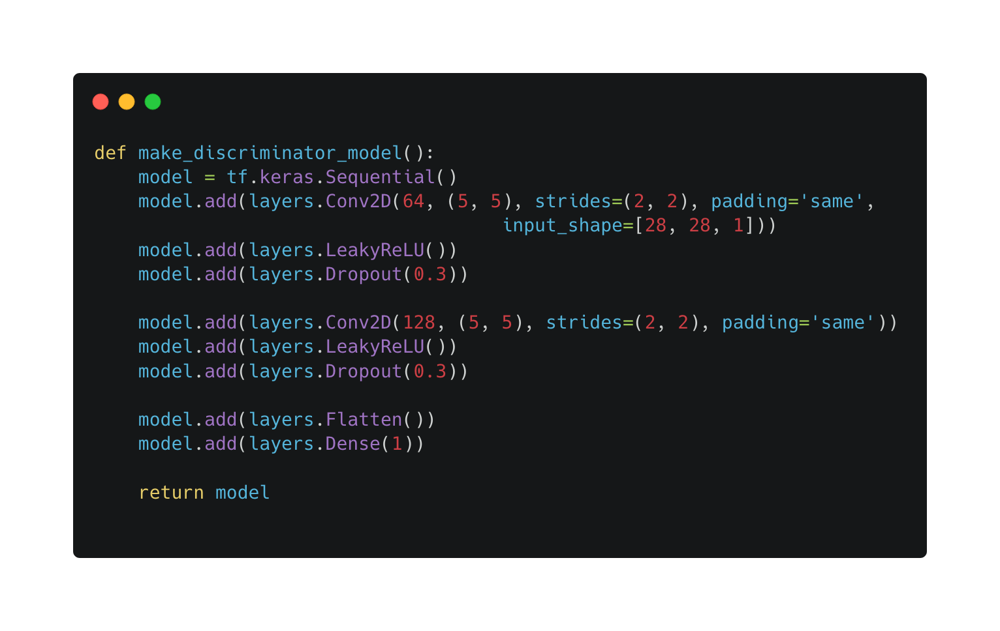 def make_discriminator_model():
    model = tf.keras.Sequential()
    model.add(layers.Conv2D(64, (5, 5), strides=(2, 2), padding='same',
                                     input_shape=[28, 28, 1]))
    model.add(layers.LeakyReLU())
    model.add(layers.Dropout(0.3))

    model.add(layers.Conv2D(128, (5, 5), strides=(2, 2), padding='same'))
    model.add(layers.LeakyReLU())
    model.add(layers.Dropout(0.3))

    model.add(layers.Flatten())
    model.add(layers.Dense(1))

    return model